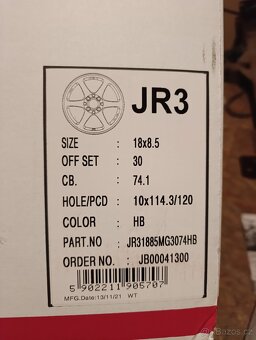 JR3
SIZE : 18x8.5
OFF SET : 30
CB. : 74.1
HOLE/PCD : 10x114.3/120
COLOR : HB
PART.NO : JR31885MG3074HB
ORDER NO. : JB00041300
5 902211 905707
MFG.Date:13/11/21 WT